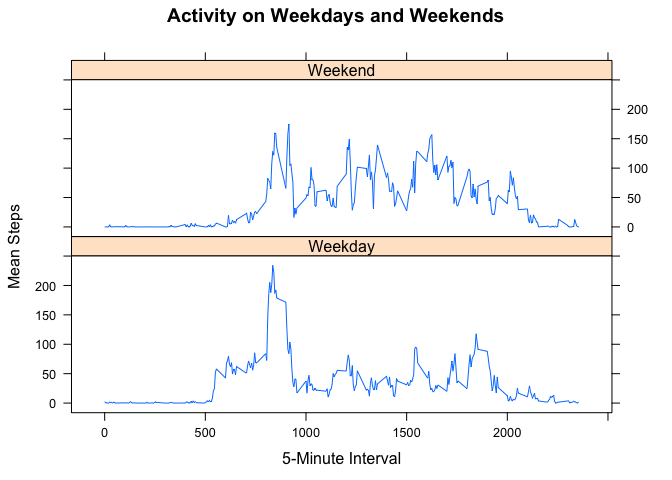 Activity on Weekdays and Weekends
Weekend
200
150
100
50
0
Weekday
200
150
100
50
0
Mean Steps
0 500 1000 1500 2000
5-Minute Interval